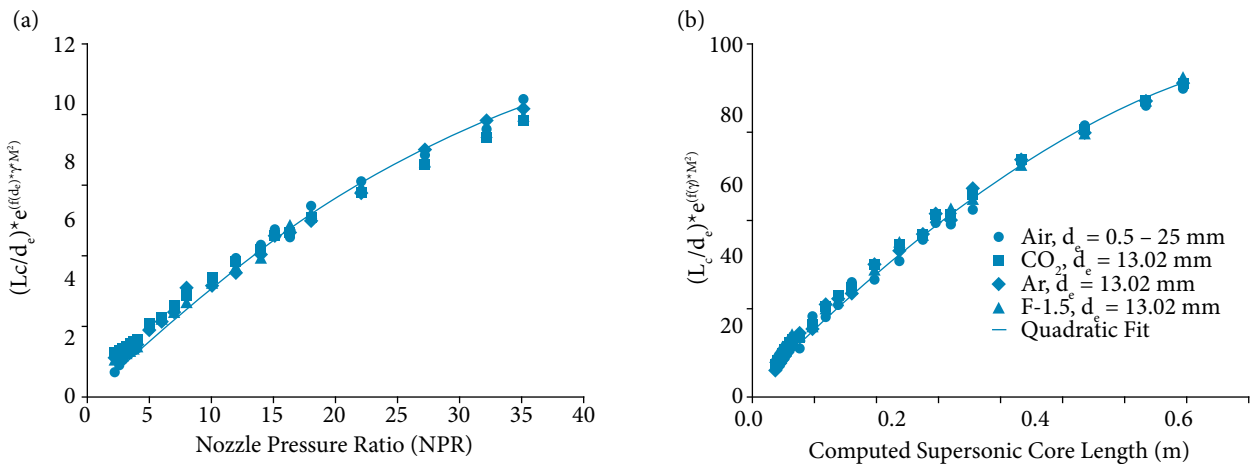 (a)
12
10
8
6
4
2
0
(Lc/dₑ)*e^((f(dₑ)*γ*M²)
0 5 10 15 20 25 30 35 40
Nozzle Pressure Ratio (NPR)
(b)
100
80
60
40
20
0
(L_c/dₑ)*e^((f(γ)*M²)
Air, dₑ = 0.5 – 25 mm
CO₂, dₑ = 13.02 mm
Ar, dₑ = 13.02 mm
F-1.5, dₑ = 13.02 mm
Quadratic Fit
0 0.2 0.4 0.6
Computed Supersonic Core Length (m)